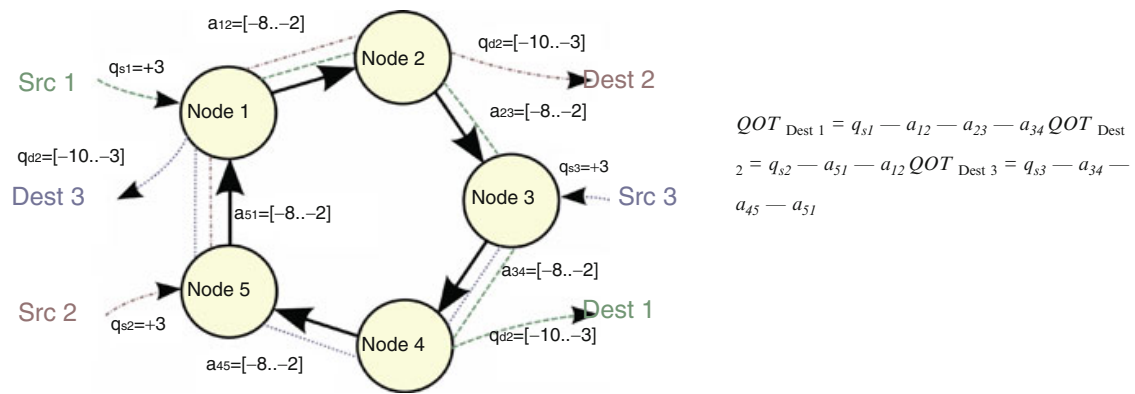 a12=[-8..-2]
Node 2
qd2=[-10..-3]
Dest 2
Src 1
qs1=+3
Node 1
a23=[-8..-2]
qd2=[-10..-3]
Dest 3
qs3=+3
Node 3
Src 3
a51=[-8..-2]
a34=[-8..-2]
Node 5
Src 2
qs2=+3
Node 4
Dest 1
qd2=[-10..-3]
a45=[-8..-2]
QOT Dest 1 = qs1 — a12 — a23 — a34 QOT Dest
2 = qs2 — a51 — a12 QOT Dest 3 = qs3 — a34 —
a45 — a51